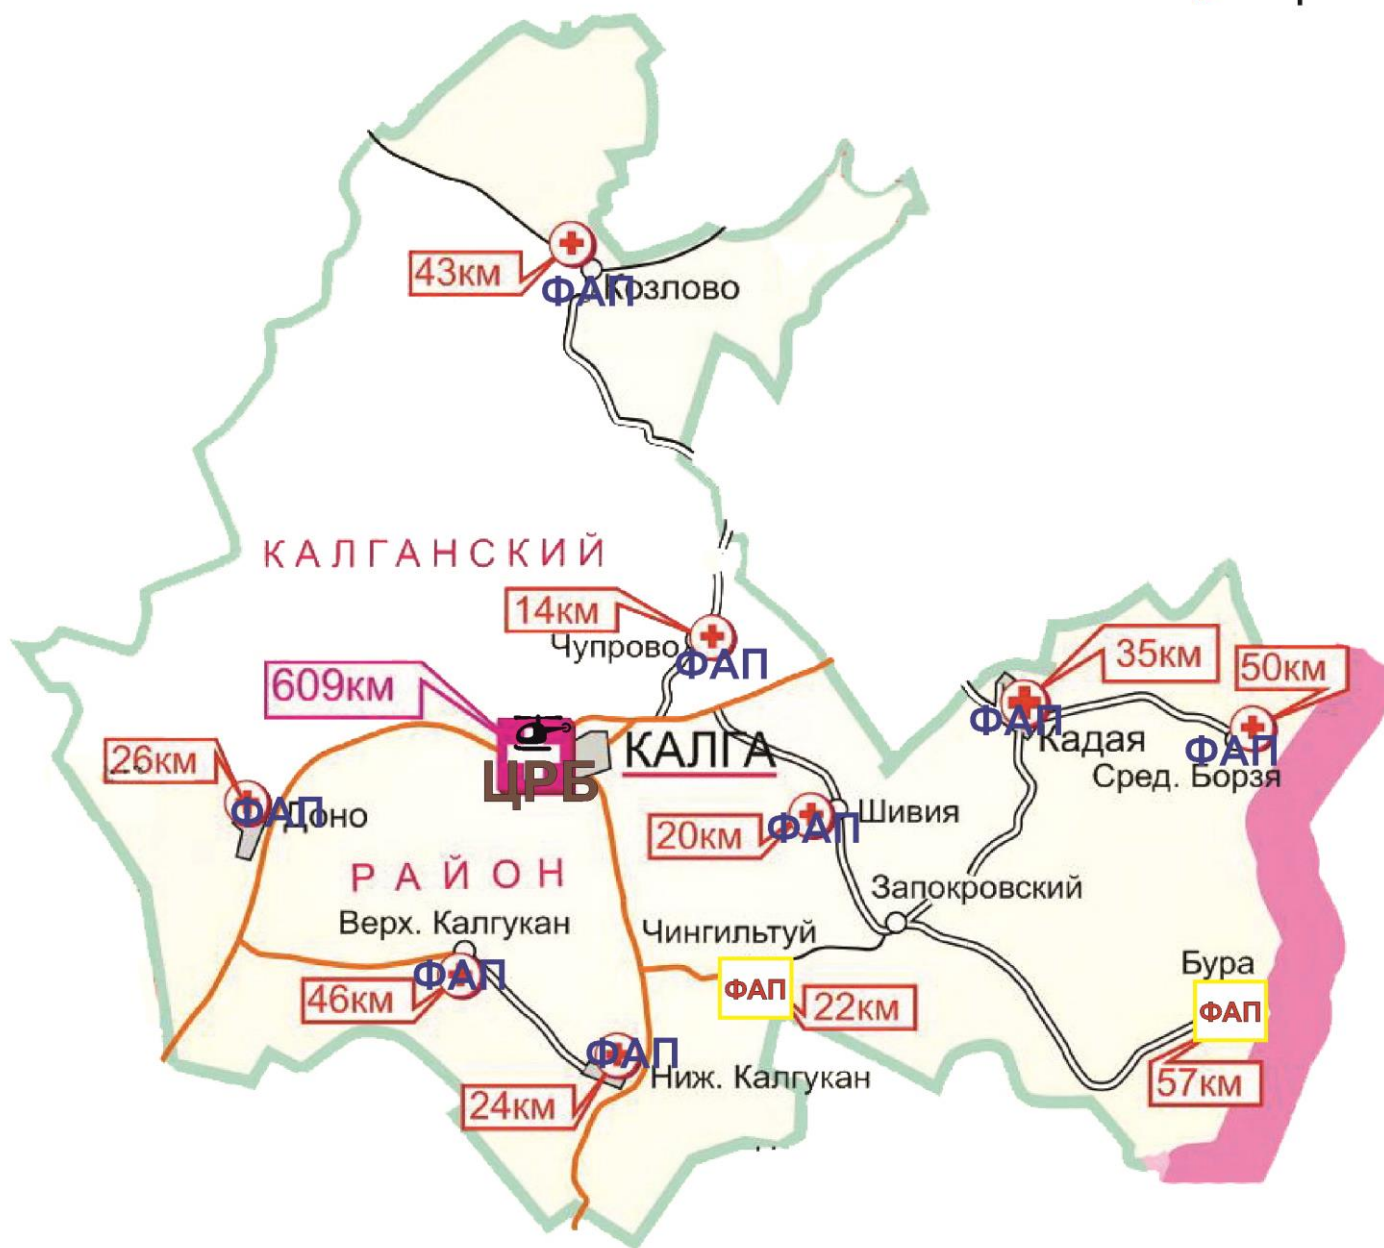 43км
ФАП
Козлово
КАЛГАНСКИЙ
14км
Чупрово
ФАП
35км
50км
609км
ФАП
Кадая
ФАП
Сред. Борзя
26км
ЦРБ
КАЛГА
ФАП
Доно
20км
ФАП
Шивия
РАЙОН
Запокровский
Верх. Калгукан
Чингильтуй
ФАП
46км
ФАП
22км
Бура
ФАП
57км
ФАП
Ниж. Калгукан
24км